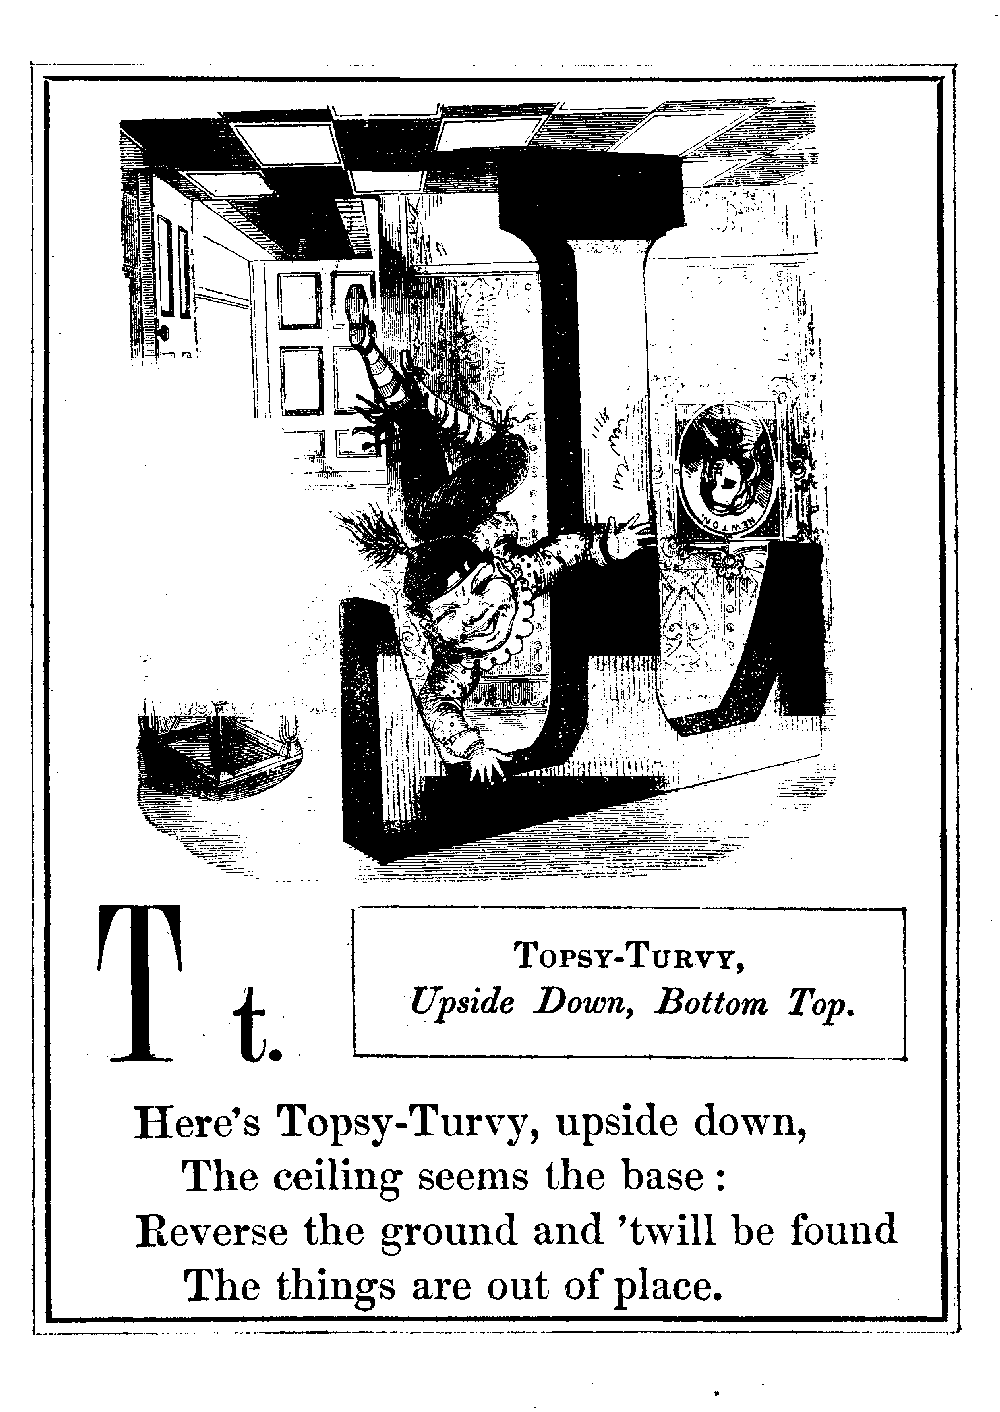 NEWTON
T t.
TOPSY-TURVY,
Upside Down, Bottom Top.
Here's Topsy-Turvy, upside down,
The ceiling seems the base :
Reverse the ground and 'twill be found
The things are out of place.